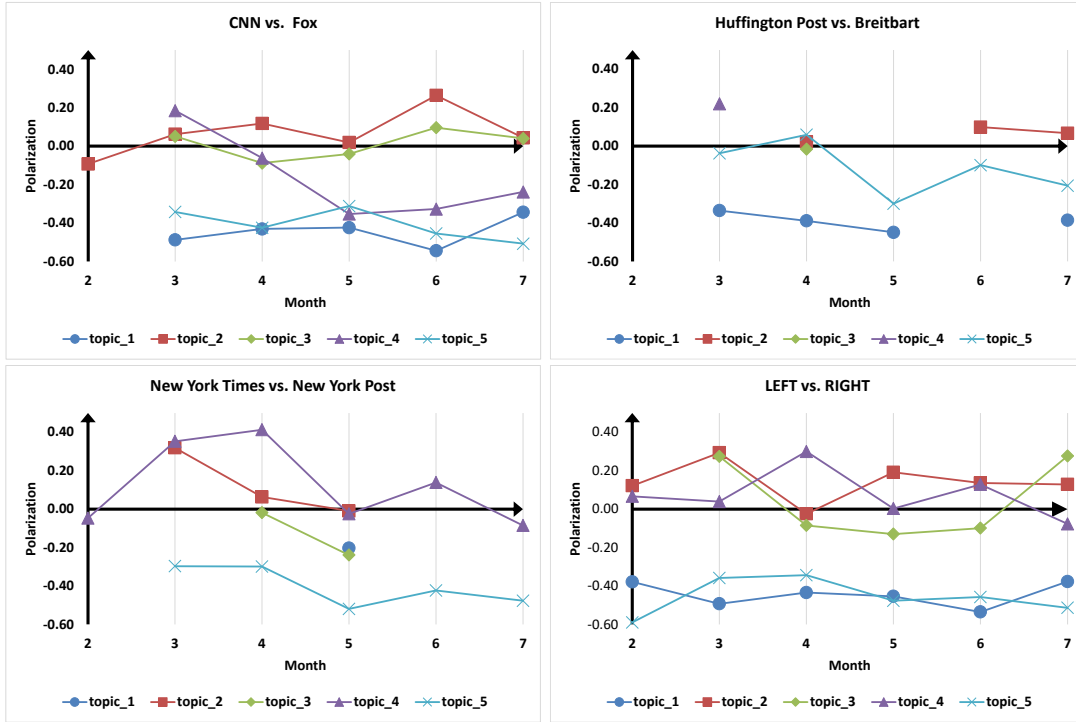 CNN vs.  Fox
0.40
0.20
0.00
-0.20
-0.40
-0.60
Polarization
2 3 4 5 6 7
Month
topic_1 topic_2 topic_3 topic_4 topic_5
Huffington Post vs. Breitbart
0.40
0.20
0.00
-0.20
-0.40
-0.60
Polarization
2 3 4 5 6 7
Month
topic_1 topic_2 topic_3 topic_4 topic_5
New York Times vs. New York Post
0.40
0.20
0.00
-0.20
-0.40
-0.60
Polarization
2 3 4 5 6 7
Month
topic_1 topic_2 topic_3 topic_4 topic_5
LEFT vs. RIGHT
0.40
0.20
0.00
-0.20
-0.40
-0.60
Polarization
2 3 4 5 6 7
Month
topic_1 topic_2 topic_3 topic_4 topic_5